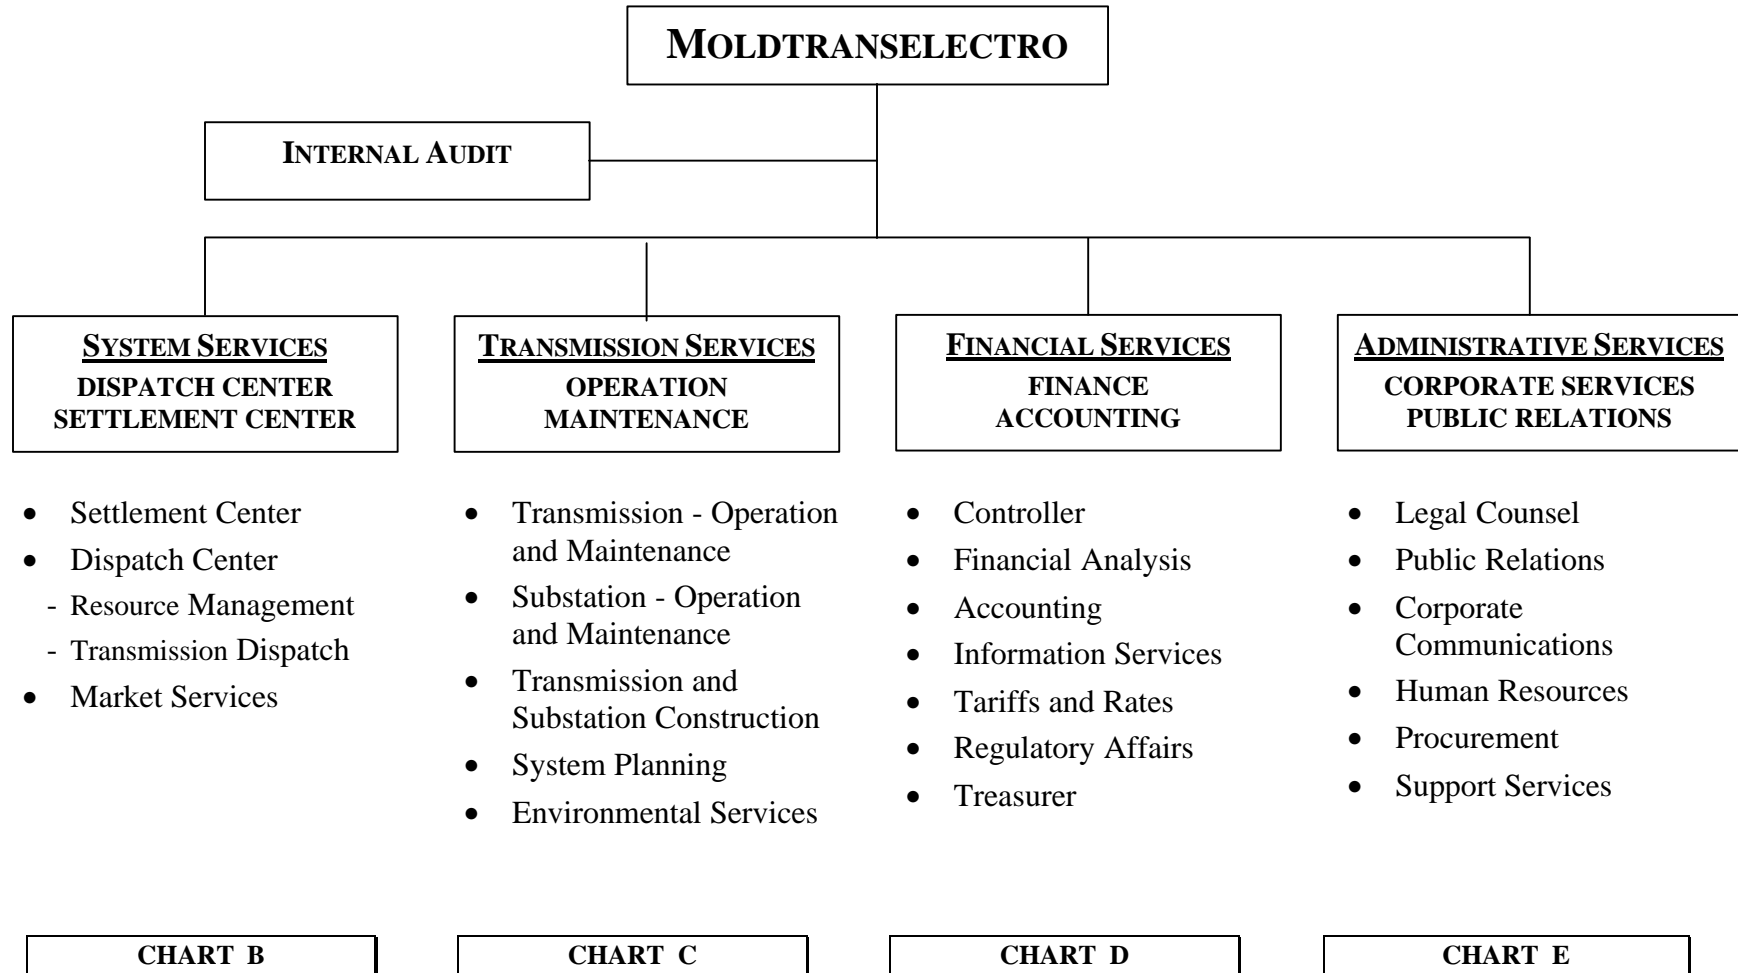 MOLDTRANSELECTRO
INTERNAL AUDIT
SYSTEM SERVICES
DISPATCH CENTER
SETTLEMENT CENTER
TRANSMISSION SERVICES
OPERATION
MAINTENANCE
FINANCIAL SERVICES
FINANCE
ACCOUNTING
ADMINISTRATIVE SERVICES
CORPORATE SERVICES
PUBLIC RELATIONS
• Settlement Center
• Dispatch Center
- Resource Management
- Transmission Dispatch
• Market Services
• Transmission - Operation
and Maintenance
• Substation - Operation
and Maintenance
• Transmission and
Substation Construction
• System Planning
• Environmental Services
• Controller
• Financial Analysis
• Accounting
• Information Services
• Tariffs and Rates
• Regulatory Affairs
• Treasurer
• Legal Counsel
• Public Relations
• Corporate
Communications
• Human Resources
• Procurement
• Support Services
CHART B
CHART C
CHART D
CHART E